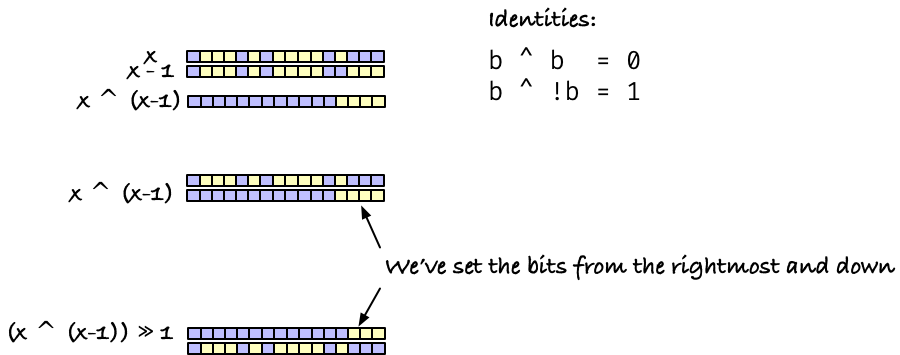 Identities:
x
b ^ b = 0
x - 1
b ^ !b = 1
x ^ (x-1)
x ^ (x-1)
We've set the bits from the rightmost and down
(x ^ (x-1)) >> 1